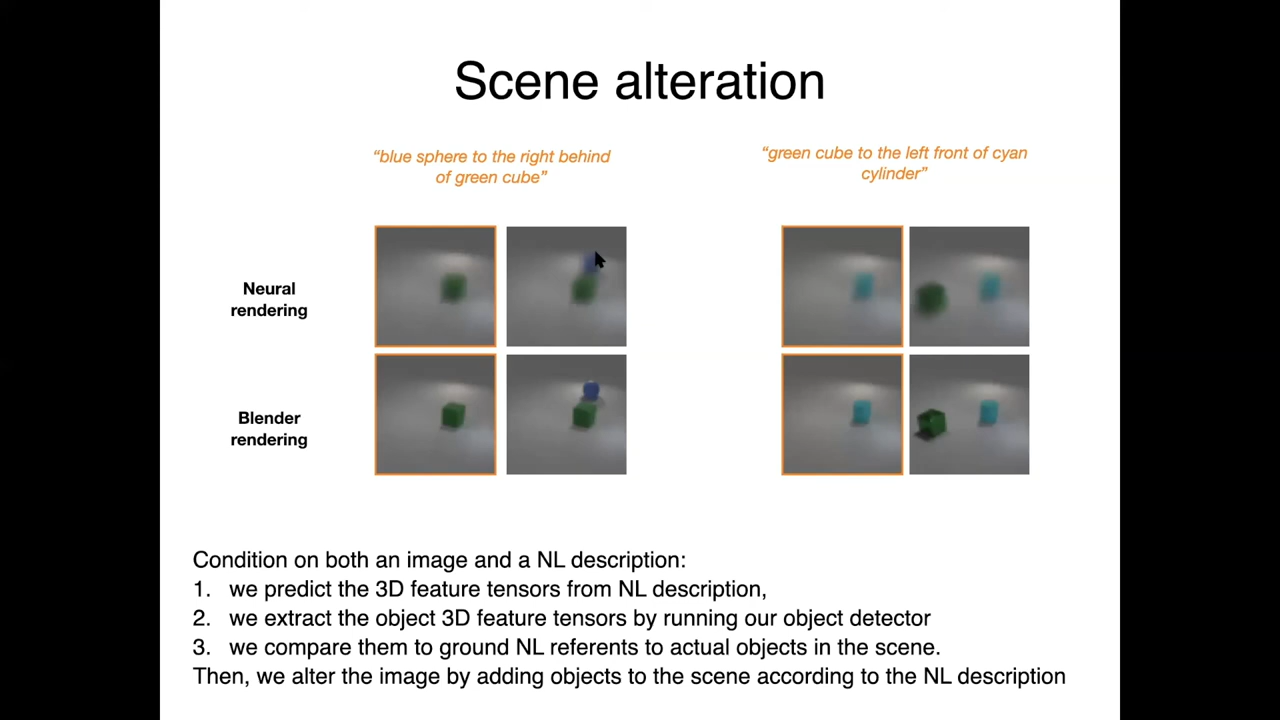 Scene alteration
“blue sphere to the right behind
of green cube”
“green cube to the left front of cyan
cylinder”
Neural
rendering
Blender
rendering
Condition on both an image and a NL description:
1. we predict the 3D feature tensors from NL description,
2. we extract the object 3D feature tensors by running our object detector
3. we compare them to ground NL referents to actual objects in the scene.
Then, we alter the image by adding objects to the scene according to the NL description